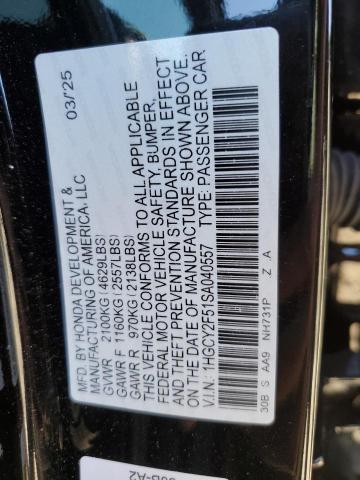 MFD. BY HONDA DEVELOPMENT & 03/'25
MANUFACTURING OF AMERICA, LLC
GVWR 2100KG (4629LBS)
GAWR F 1160KG (2557LBS)
GAWR R 970KG (2138LBS)
THIS VEHICLE CONFORMS TO ALL APPLICABLE
FEDERAL MOTOR VEHICLE SAFETY, BUMPER,
AND THEFT PREVENTION STANDARDS IN EFFECT
ON THE DATE OF MANUFACTURE SHOWN ABOVE.
V.I.N.: 1HGCY2F51SA040557 TYPE: PASSENGER CAR
30B S AA9 NH731P Z A